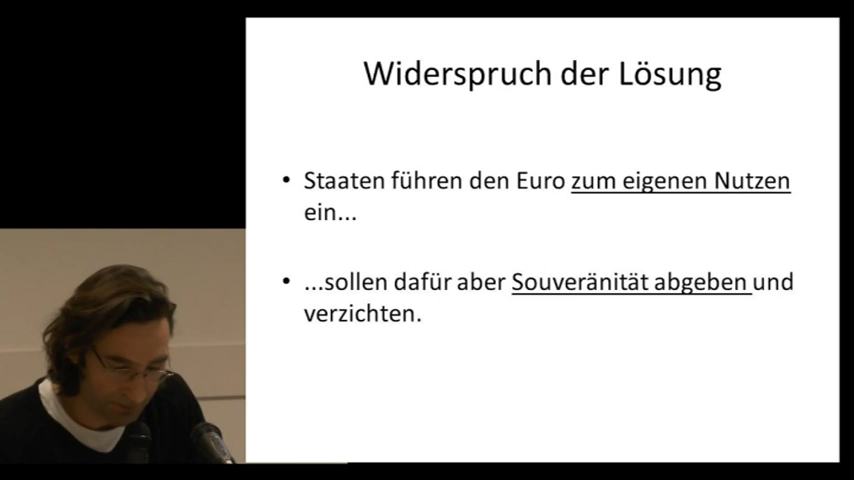 Widerspruch der Lösung
• Staaten führen den Euro zum eigenen Nutzen
ein...
• ...sollen dafür aber Souveränität abgeben und
verzichten.